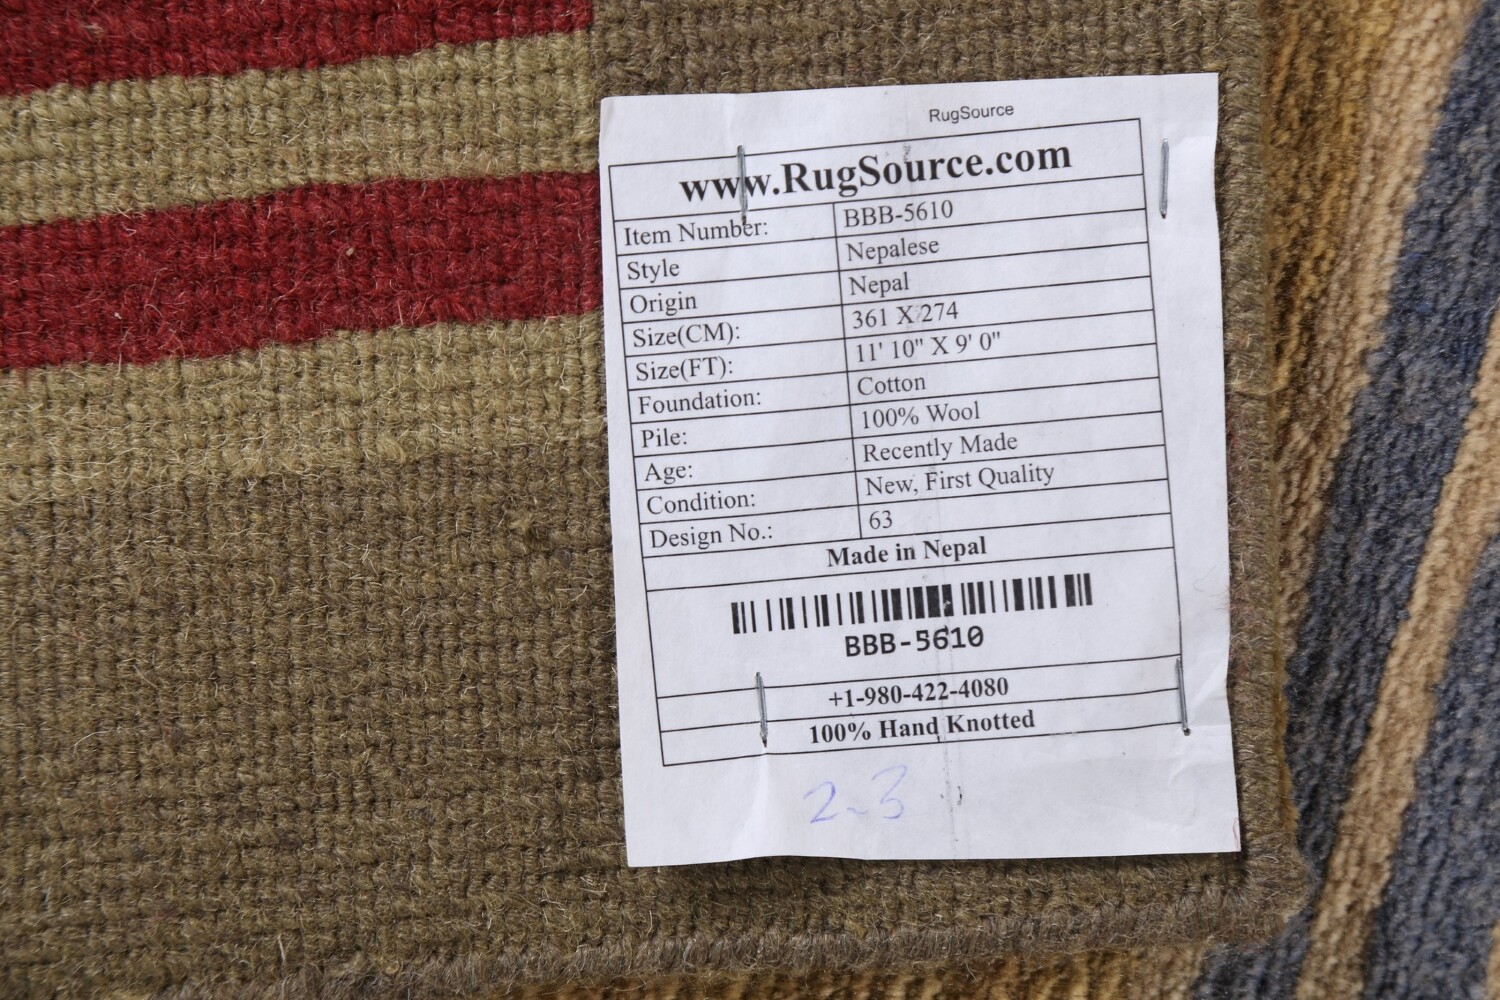 RugSource
www.RugSource.com
Item Number: BBB-5610
Style Nepalese
Origin Nepal
Size(CM): 361 X 274
Size(FT): 11' 10" X 9' 0"
Foundation: Cotton
Pile: 100% Wool
Age: Recently Made
Condition: New, First Quality
Design No.: 63
Made in Nepal
BBB-5610
+1-980-422-4080
100% Hand Knotted
2-3